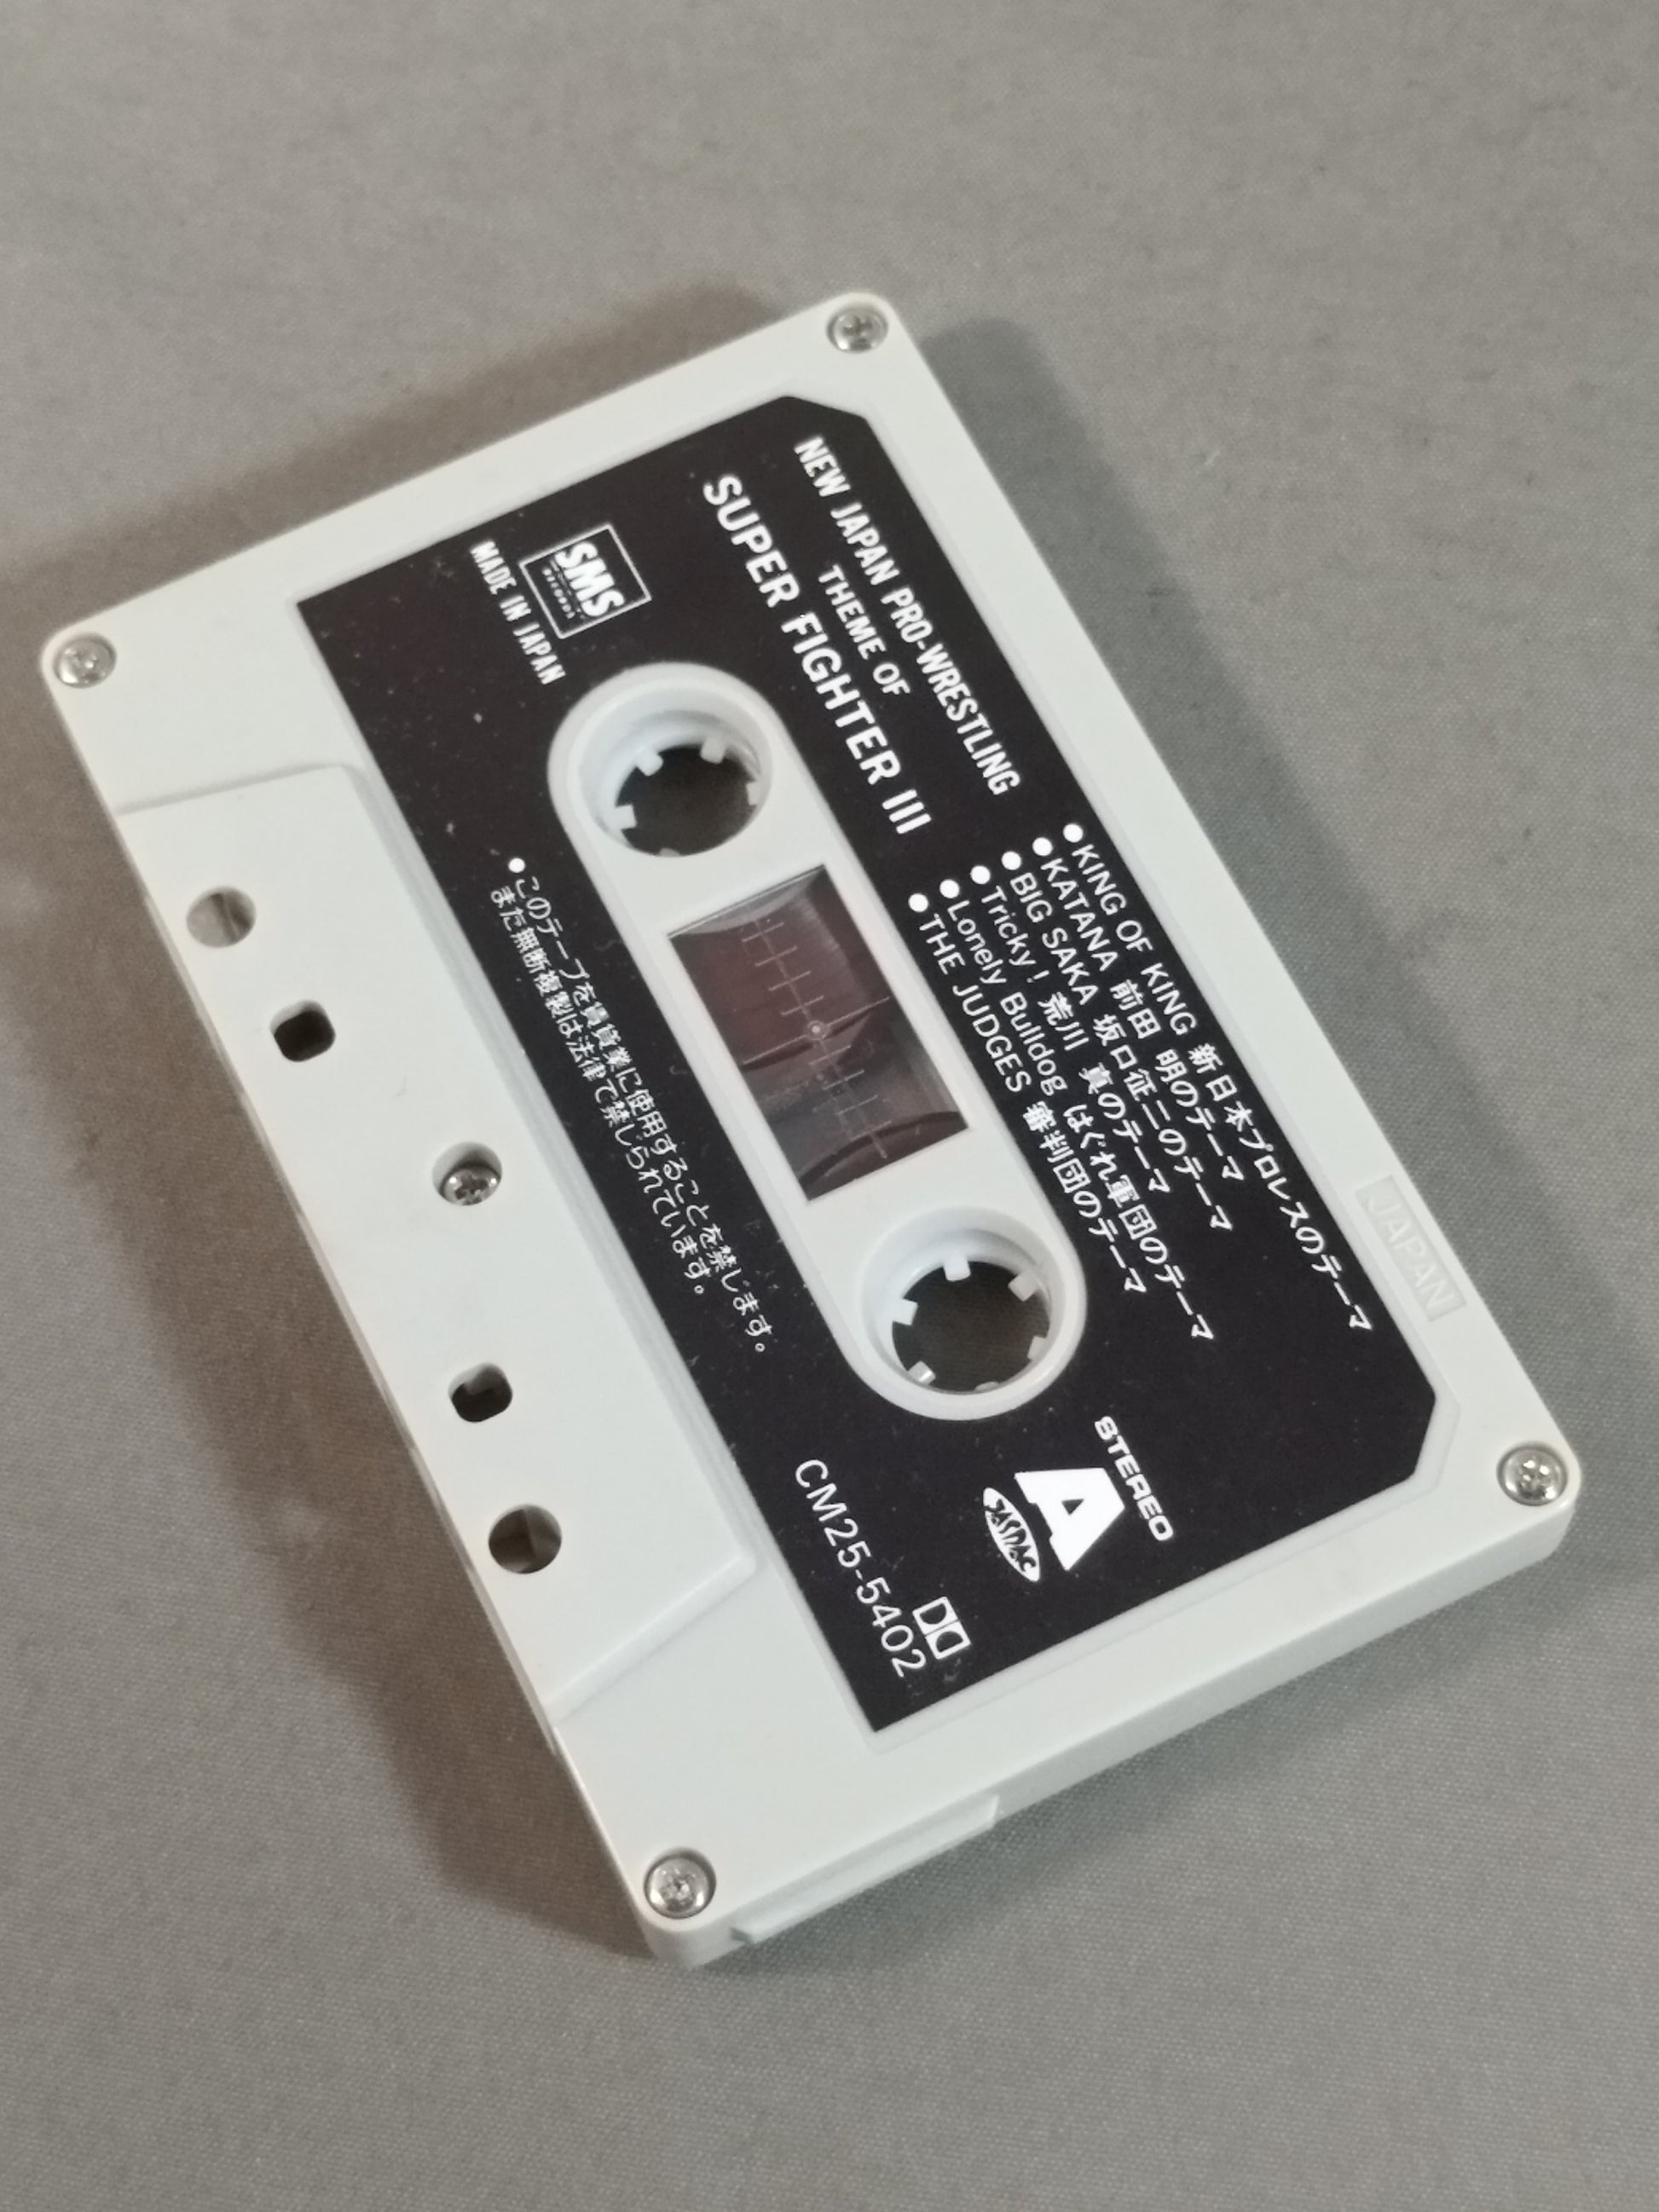 NEW JAPAN PRO-WRESTLING
THEME OF
SUPER FIGHTER III
●KING OF KING 新日本プロレスのテーマ
●KATANA 前田 明のテーマ
●BIG SAKA 坂口征二のテーマ
●Tricky! 荒川 真のテーマ
●Lonely Bulldog はぐれ軍団のテーマ
●THE JUDGES 審判団のテーマ
JAPAN
SMS
RECORDS
MADE IN JAPAN
STEREO
A
JASRAC
●このテープを賃貸業に使用することを禁じます。
また無断複製は法律で禁じられています。
CM25-5402